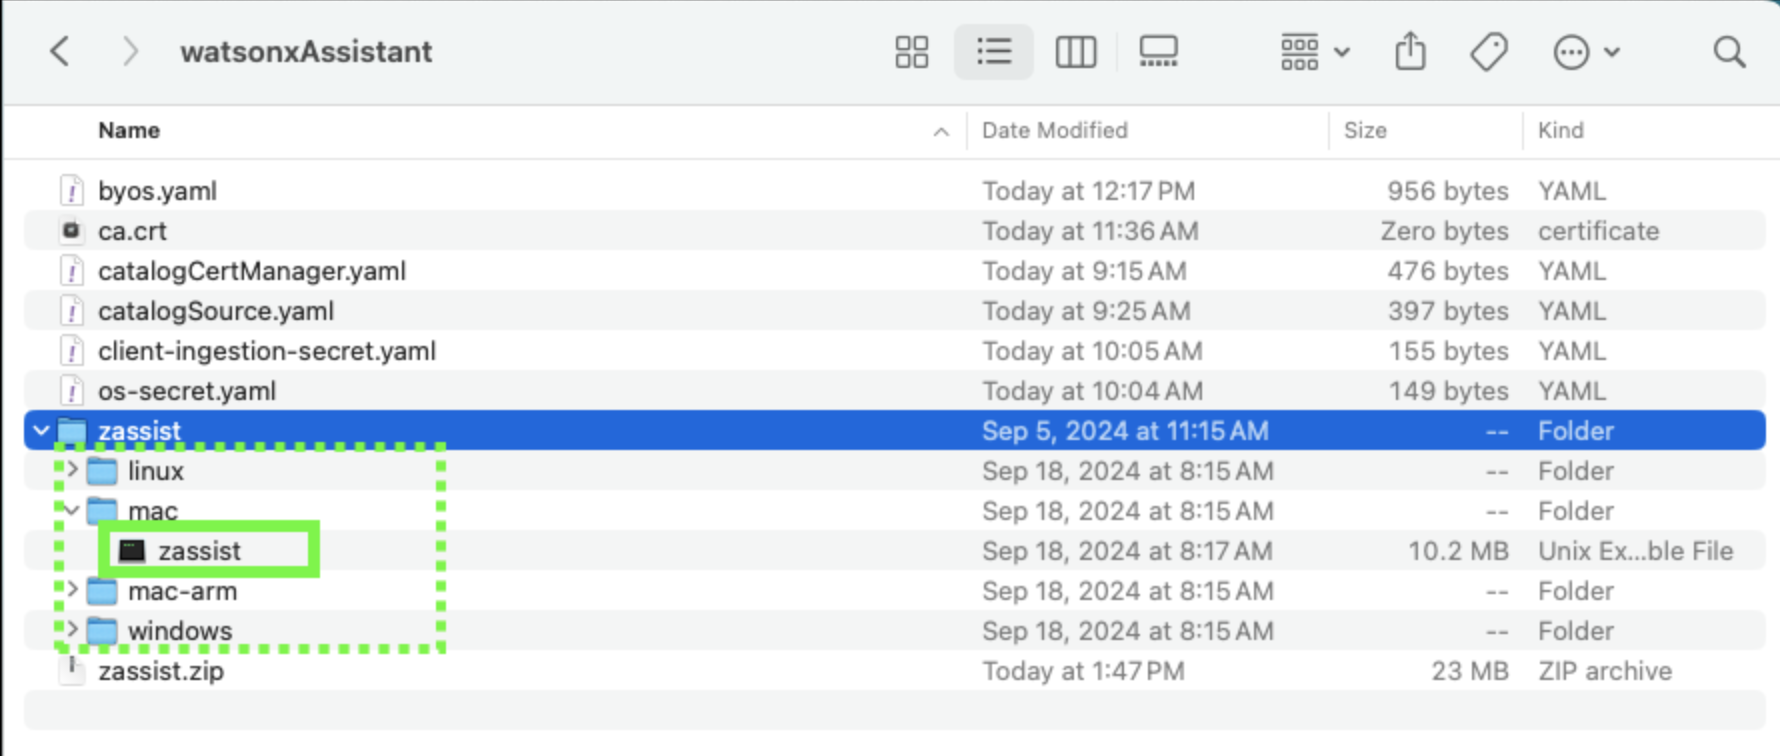 watsonxAssistant
Name Date Modified Size Kind
byos.yaml Today at 12:17 PM 956 bytes YAML
ca.crt Today at 11:36 AM Zero bytes certificate
catalogCertManager.yaml Today at 9:15 AM 476 bytes YAML
catalogSource.yaml Today at 9:25 AM 397 bytes YAML
client-ingestion-secret.yaml Today at 10:05 AM 155 bytes YAML
os-secret.yaml Today at 10:04 AM 149 bytes YAML
zassist Sep 5, 2024 at 11:15 AM -- Folder
linux Sep 18, 2024 at 8:15 AM -- Folder
mac Sep 18, 2024 at 8:15 AM -- Folder
zassist Sep 18, 2024 at 8:17 AM 10.2 MB Unix Ex...ble File
mac-arm Sep 18, 2024 at 8:15 AM -- Folder
windows Sep 18, 2024 at 8:15 AM -- Folder
zassist.zip Today at 1:47 PM 23 MB ZIP archive